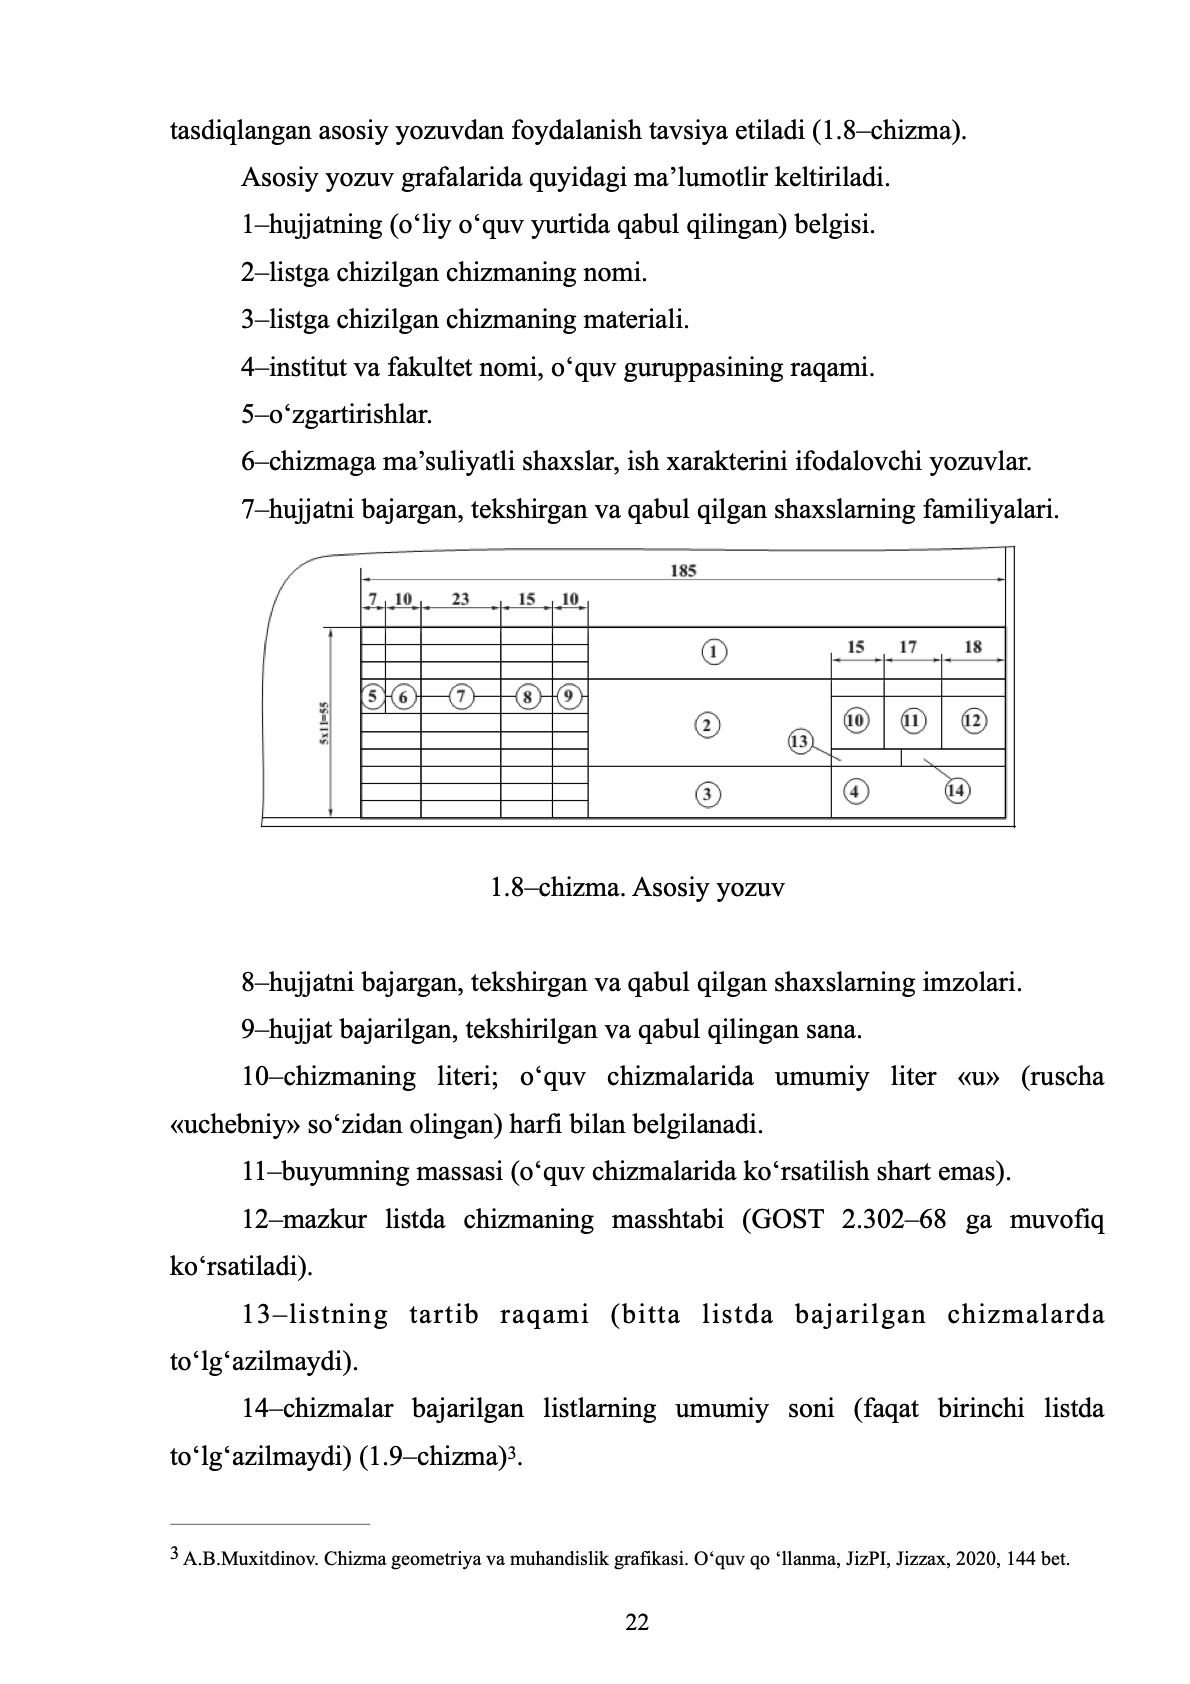 tasdiqlangan asosiy yozuvdan foydalanish tavsiya etiladi (1.8–chizma).
Asosiy yozuv grafalarida quyidagi ma’lumotlir keltiriladi.
1–hujjatning (o‘liy o‘quv yurtida qabul qilingan) belgisi.
2–listga chizilgan chizmaning nomi.
3–listga chizilgan chizmaning materiali.
4–institut va fakultet nomi, o‘quv guruppasining raqami.
5–o‘zgartirishlar.
6–chizmaga ma’suliyatli shaxslar, ish xarakterini ifodalovchi yozuvlar.
7–hujjatni bajargan, tekshirgan va qabul qilgan shaxslarning familiyalari.
185
7 10 23 15 10
1 15 17 18
5 6 7 8 9
5x11=55
2 13 10 11 12
3 4 14
1.8–chizma. Asosiy yozuv
8–hujjatni bajargan, tekshirgan va qabul qilgan shaxslarning imzolari.
9–hujjat bajarilgan, tekshirilgan va qabul qilingan sana.
10–chizmaning literi; o‘quv chizmalarida umumiy liter «u» (ruscha
«uchebniy» so‘zidan olingan) harfi bilan belgilanadi.
11–buyumning massasi (o‘quv chizmalarida ko‘rsatilish shart emas).
12–mazkur listda chizmaning masshtabi (GOST 2.302–68 ga muvofiq
ko‘rsatiladi).
13–listning tartib raqami (bitta listda bajarilgan chizmalarda
to‘lg‘azilmaydi).
14–chizmalar bajarilgan listlarning umumiy soni (faqat birinchi listda
to‘lg‘azilmaydi) (1.9–chizma)³.
3 A.B.Muxitdinov. Chizma geometriya va muhandislik grafikasi. O‘quv qo ‘llanma, JizPI, Jizzax, 2020, 144 bet.
22